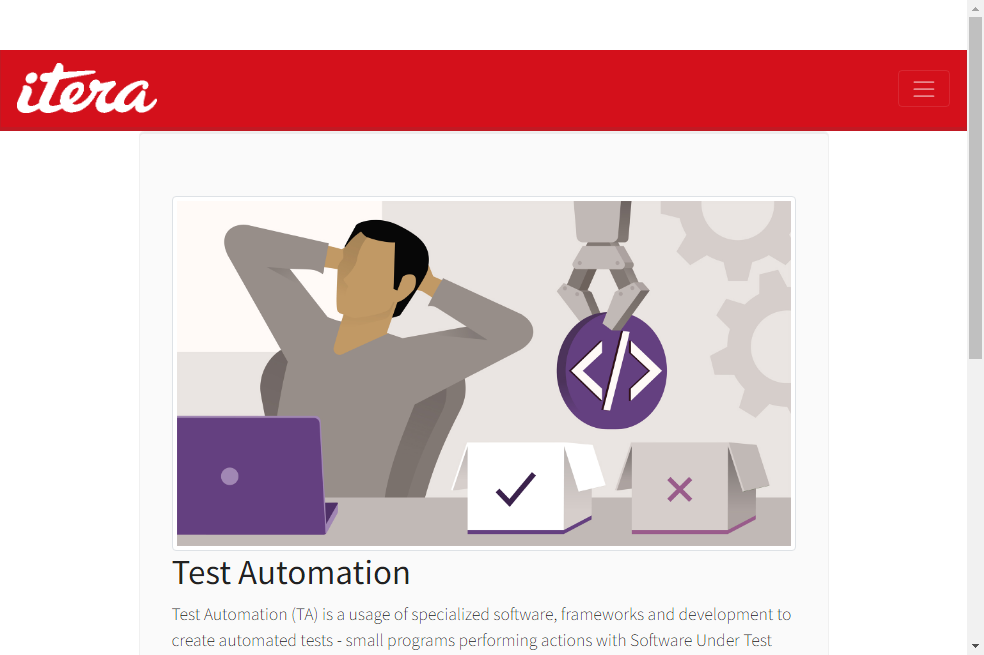 itera
Test Automation
Test Automation (TA) is a usage of specialized software, frameworks and development to
create automated tests - small programs performing actions with Software Under Test